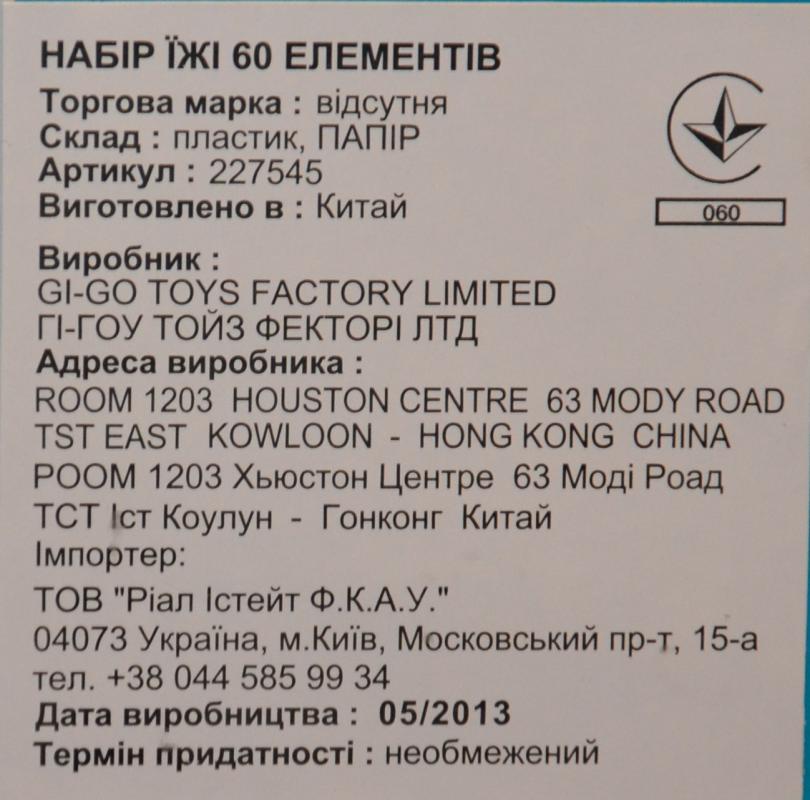 НАБІР ЇЖІ 60 ЕЛЕМЕНТІВ
Торгова марка : відсутня
Склад : пластик, ПАПІР
Артикул : 227545
Виготовлено в : Китай
060
Виробник :
GI-GO TOYS FACTORY LIMITED
ГІ-ГОУ ТОЙЗ ФЕКТОРІ ЛТД
Адреса виробника :
ROOM 1203 HOUSTON CENTRE 63 MODY ROAD
TST EAST KOWLOON - HONG KONG CHINA
РООМ 1203 Хьюстон Центре 63 Моді Роад
ТСТ Іст Коулун - Гонконг Китай
Імпортер:
ТОВ "Ріал Істейт Ф.К.А.У."
04073 Україна, м.Київ, Московський пр-т, 15-а
тел. +38 044 585 99 34
Дата виробництва : 05/2013
Термін придатності : необмежений